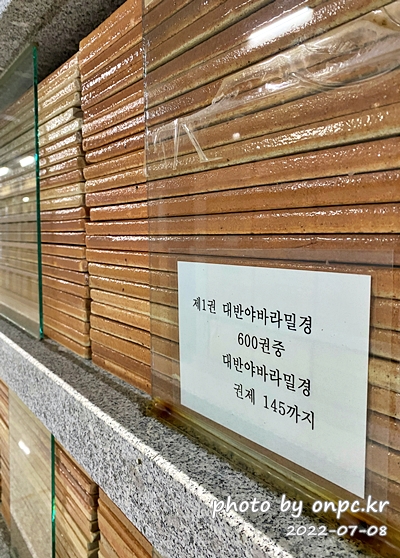 제1권 대반야바라밀경
600권중
대반야바라밀경
권제 145까지
photo by onpc.kr
2022-07-08